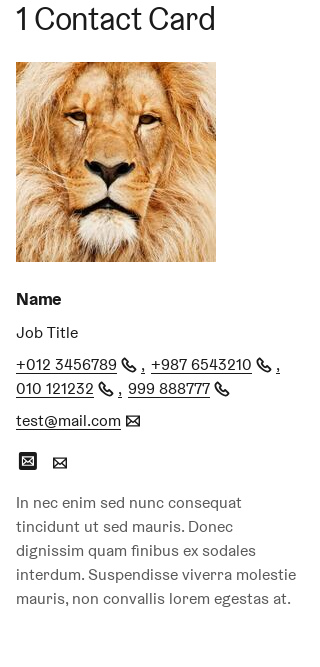 1 Contact Card
Name
Job Title
+012 3456789 , +987 6543210 ,
010 121232 , 999 888777
test@mail.com
In nec enim sed nunc consequat
tincidunt ut sed mauris. Donec
dignissim quam finibus ex sodales
interdum. Suspendisse viverra molestie
mauris, non convallis lorem egestas at.